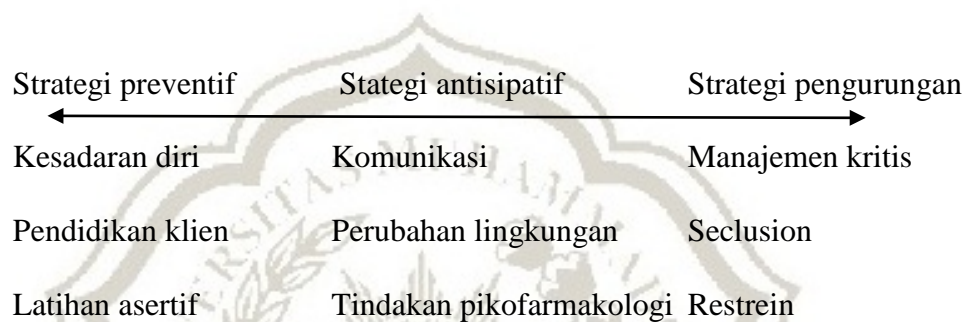 Strategi preventif Stategi antisipatif Strategi pengurungan
Kesadaran diri Komunikasi Manajemen kritis
Pendidikan klien Perubahan lingkungan Seclusion
Latihan asertif Tindakan pikofarmakologi Restrein